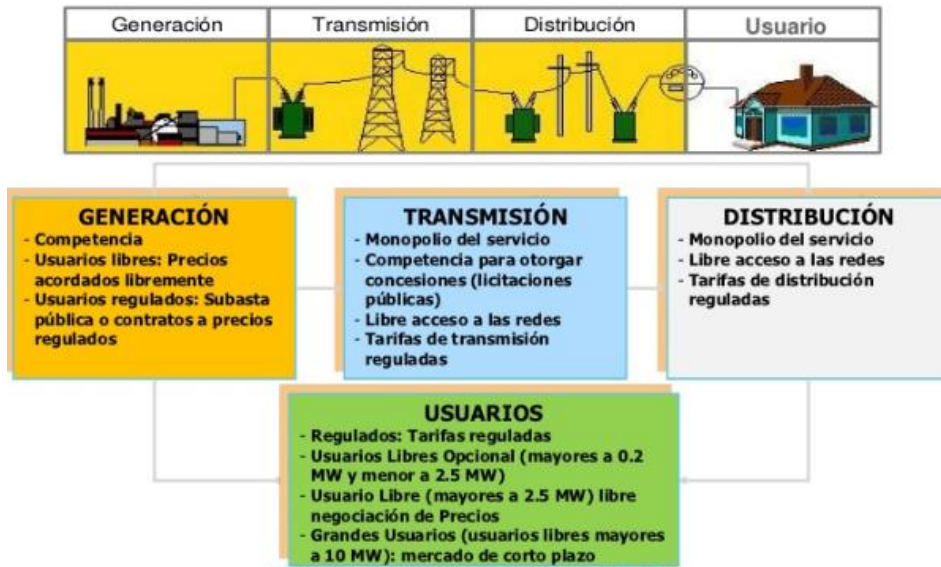 Generación
Transmisión
Distribución
Usuario
GENERACIÓN
- Competencia
- Usuarios libres: Precios
acordados libremente
- Usuarios regulados: Subasta
pública o contratos a precios
regulados
TRANSMISIÓN
- Monopolio del servicio
- Competencia para otorgar
concesiones (licitaciones
públicas)
- Libre acceso a las redes
- Tarifas de transmisión
reguladas
DISTRIBUCIÓN
- Monopolio del servicio
- Libre acceso a las redes
- Tarifas de distribución
reguladas
USUARIOS
- Regulados: Tarifas reguladas
- Usuarios Libres Opcional (mayores a 0.2
MW y menor a 2.5 MW)
- Usuario Libre (mayores a 2.5 MW) libre
negociación de Precios
- Grandes Usuarios (usuarios libres mayores
a 10 MW): mercado de corto plazo